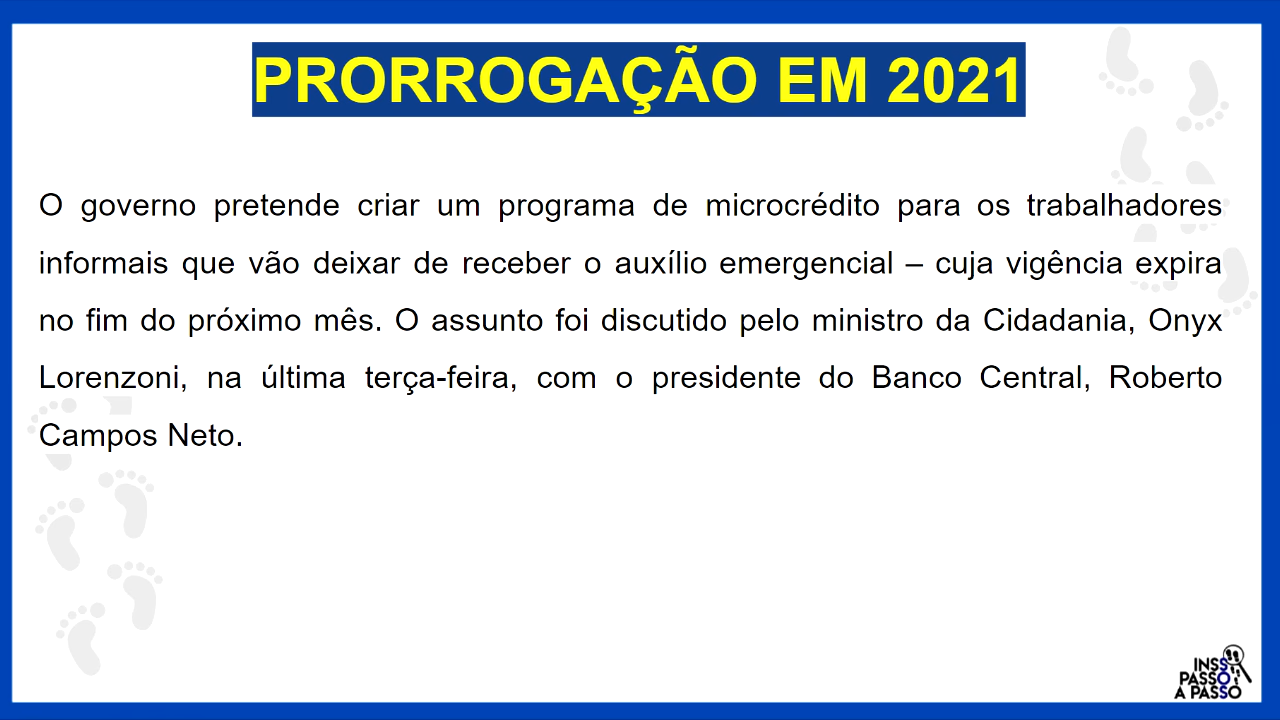 PRORROGAÇÃO EM 2021
O governo pretende criar um programa de microcrédito para os trabalhadores
informais que vão deixar de receber o auxílio emergencial – cuja vigência expira
no fim do próximo mês. O assunto foi discutido pelo ministro da Cidadania, Onyx
Lorenzoni, na última terça-feira, com o presidente do Banco Central, Roberto
Campos Neto.
INSS
PASSO
A PASSO